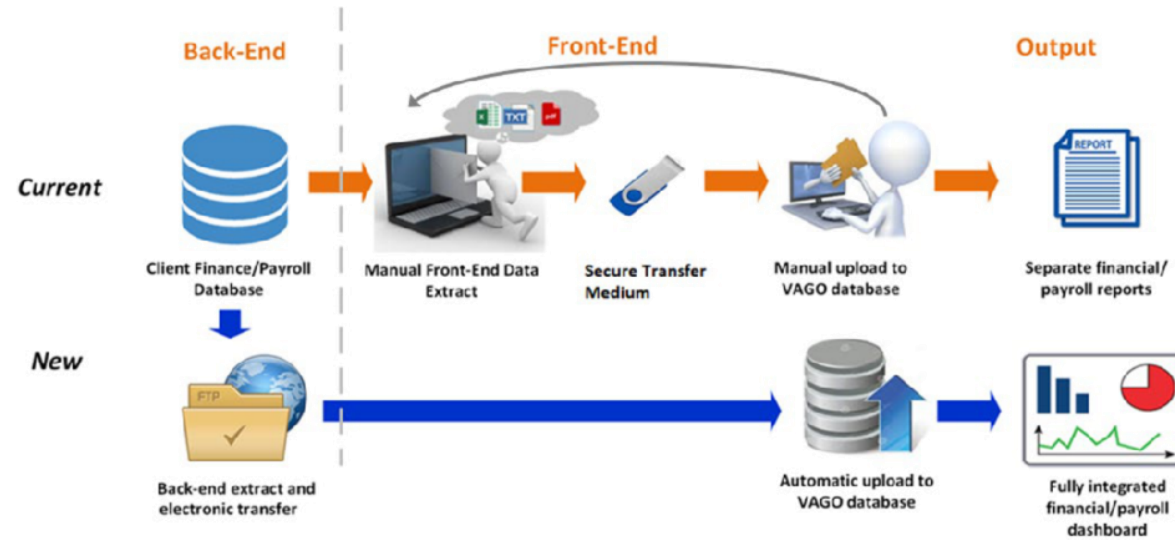 Back-End
Front-End
Output
TXT
REPORT
Current
Client Finance/Payroll
Database
Manual Front-End Data
Extract
Secure Transfer
Medium
Manual upload to
VAGO database
Separate financial/
payroll reports
New
FTP
Back-end extract and
electronic transfer
Automatic upload to
VAGO database
Fully integrated
financial/payroll
dashboard